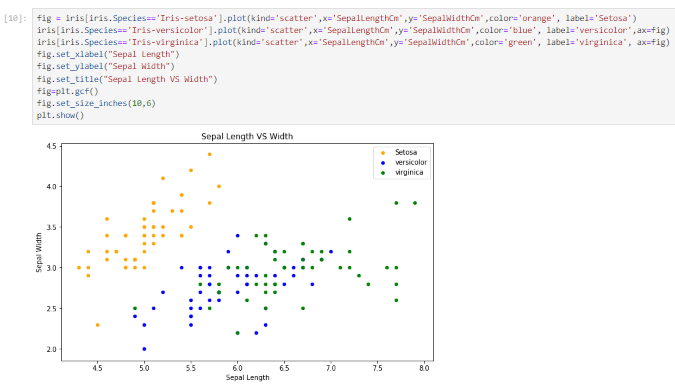 [10]: fig = iris[iris.Species=='Iris-setosa'].plot(kind='scatter',x='SepalLengthCm',y='SepalWidthCm',color='orange', label='Setosa')
iris[iris.Species=='Iris-versicolor'].plot(kind='scatter',x='SepalLengthCm',y='SepalWidthCm',color='blue', label='versicolor',ax=fig)
iris[iris.Species=='Iris-virginica'].plot(kind='scatter',x='SepalLengthCm',y='SepalWidthCm',color='green', label='virginica', ax=fig)
fig.set_xlabel("Sepal Length")
fig.set_ylabel("Sepal Width")
fig.set_title("Sepal Length VS Width")
fig=plt.gcf()
fig.set_size_inches(10,6)
plt.show()
Sepal Length VS Width
4.5
4.0
3.5
3.0
2.5
2.0
Sepal Width
Setosa
versicolor
virginica
4.5 5.0 5.5 6.0 6.5 7.0 7.5 8.0
Sepal Length